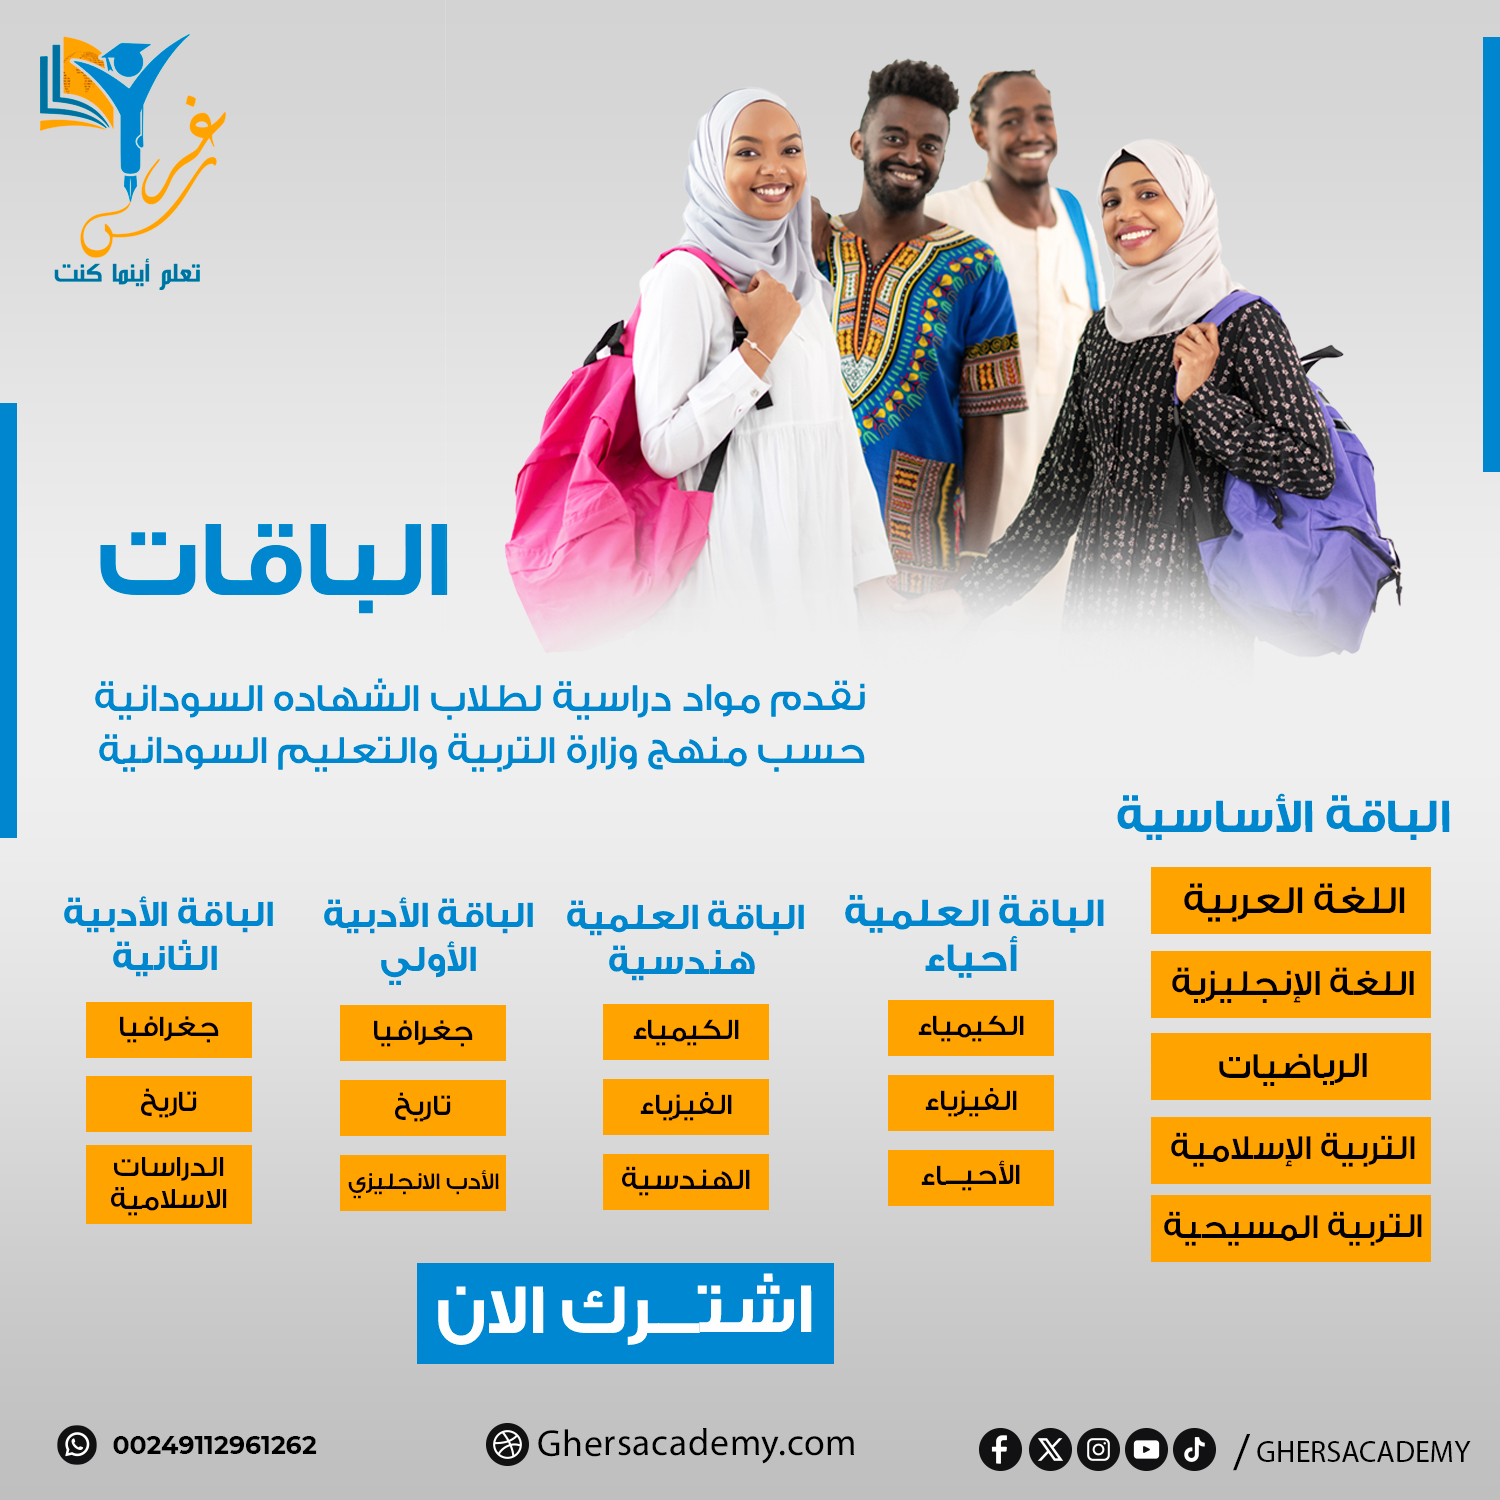 غرس
تعلم أينما كنت
الباقات
نقدم مواد دراسية لطلاب الشهاده السودانية
حسب منهج وزارة التربية والتعليم السودانية
الباقة الأساسية
اللغة العربية
اللغة الإنجليزية
الرياضيات
التربية الإسلامية
التربية المسيحية
الباقة العلمية
أحياء
الكيمياء
الفيزياء
الأحيـــاء
الباقة العلمية
هندسية
الكيمياء
الفيزياء
الهندسية
الباقة الأدبية
الأولي
جغرافيا
تاريخ
الأدب الانجليزي
الباقة الأدبية
الثانية
جغرافيا
تاريخ
الدراسات
الاسلامية
اشتـــرك الان
00249112961262
Ghersacademy.com
/ GHERSACADEMY